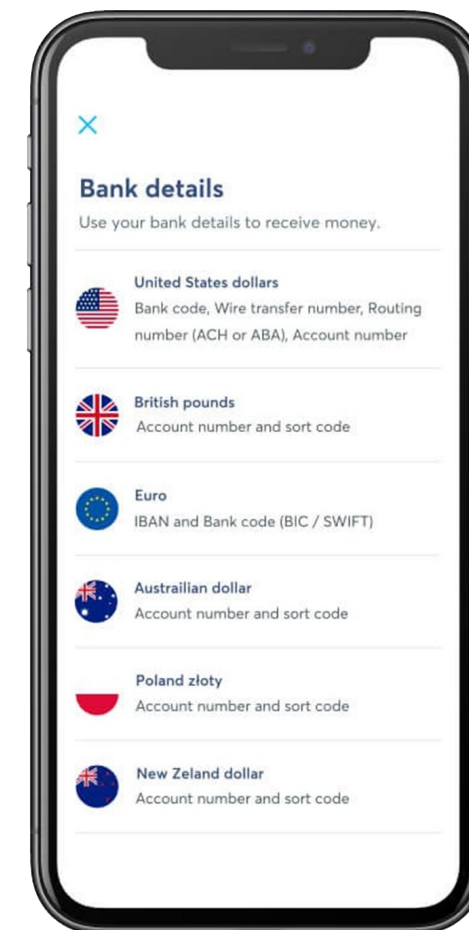 Bank details
Use your bank details to receive money.
United States dollars
Bank code, Wire transfer number, Routing
number (ACH or ABA), Account number
British pounds
Account number and sort code
Euro
IBAN and Bank code (BIC / SWIFT)
Austrailian dollar
Account number and sort code
Poland złoty
Account number and sort code
New Zeland dollar
Account number and sort code